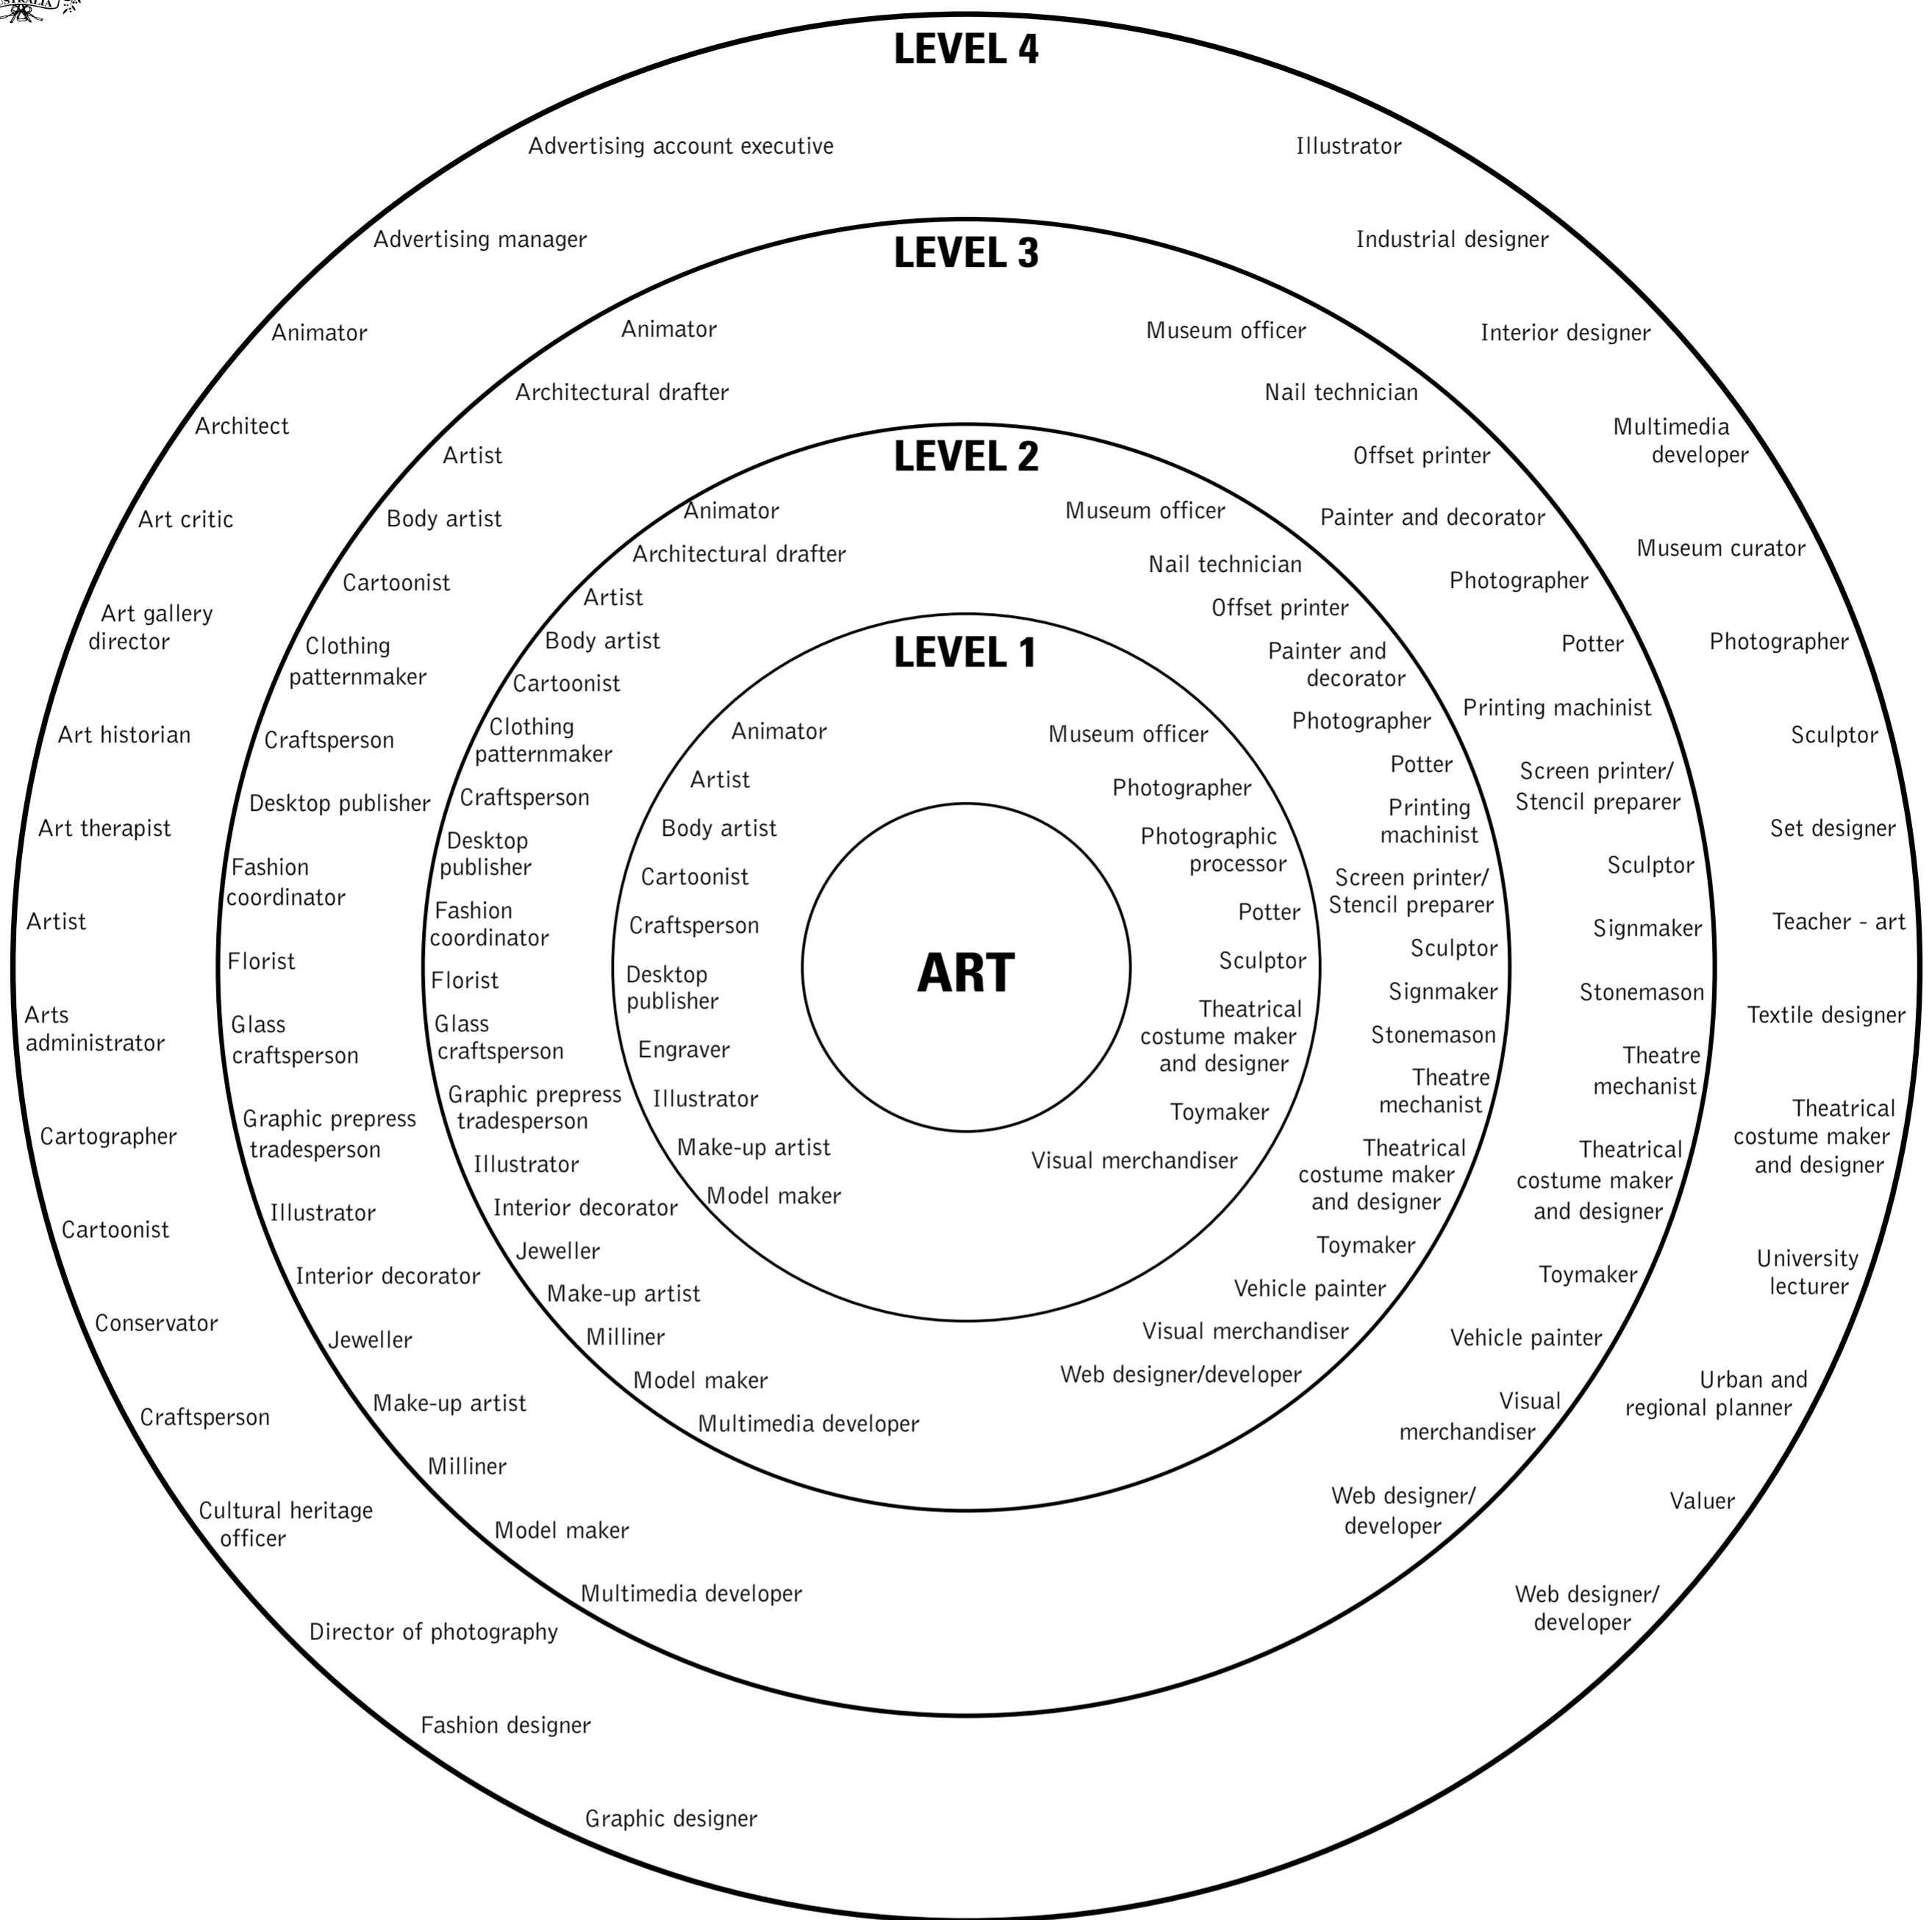 USTRALIA
LEVEL 4
Advertising account executive
Advertising manager
Animator
Architect
Art critic
Art gallery
director
Art historian
Art therapist
Artist
Arts
administrator
Cartographer
Cartoonist
Conservator
Craftsperson
Cultural heritage
officer
Director of photography
Fashion designer
Graphic designer
Illustrator
Industrial designer
Interior designer
Multimedia
developer
Museum curator
Photographer
Sculptor
Set designer
Teacher - art
Textile designer
Theatrical
costume maker
and designer
University
lecturer
Urban and
regional planner
Valuer
Web designer/
developer
LEVEL 3
Animator
Architectural drafter
Artist
Body artist
Cartoonist
Clothing
patternmaker
Craftsperson
Desktop publisher
Fashion
coordinator
Florist
Glass
craftsperson
Graphic prepress
tradesperson
Illustrator
Interior decorator
Jeweller
Make-up artist
Milliner
Model maker
Multimedia developer
Museum officer
Nail technician
Offset printer
Painter and decorator
Photographer
Potter
Printing machinist
Screen printer/
Stencil preparer
Sculptor
Signmaker
Stonemason
Theatre
mechanist
Theatrical
costume maker
and designer
Toymaker
Vehicle painter
Visual
merchandiser
Web designer/
developer
LEVEL 2
Animator
Architectural drafter
Artist
Body artist
Cartoonist
Clothing
patternmaker
Craftsperson
Desktop
publisher
Fashion
coordinator
Florist
Glass
craftsperson
Graphic prepress
tradesperson
Illustrator
Interior decorator
Jeweller
Make-up artist
Milliner
Model maker
Multimedia developer
Museum officer
Nail technician
Offset printer
Painter and
decorator
Photographer
Potter
Printing
machinist
Screen printer/
Stencil preparer
Sculptor
Signmaker
Stonemason
Theatre
mechanist
Theatrical
costume maker
and designer
Toymaker
Vehicle painter
Visual merchandiser
Web designer/developer
LEVEL 1
Animator
Artist
Body artist
Cartoonist
Craftsperson
Desktop
publisher
Engraver
Illustrator
Make-up artist
Model maker
Museum officer
Photographer
Photographic
processor
Potter
Sculptor
Theatrical
costume maker
and designer
Toymaker
Visual merchandiser
ART